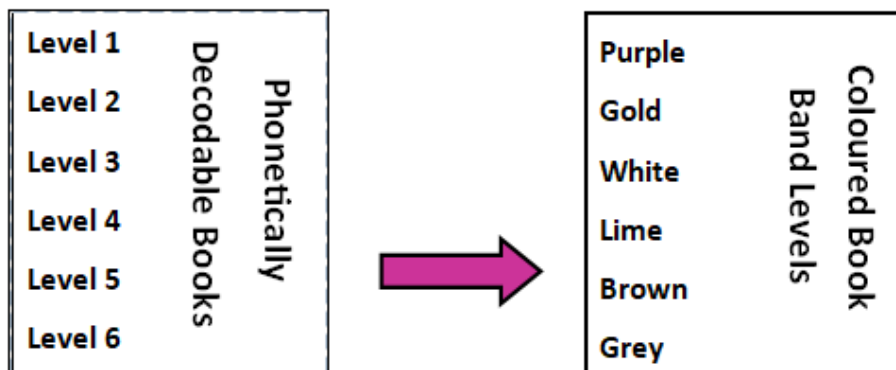 Level 1
Level 2
Level 3
Level 4
Level 5
Level 6
Phonetically
Decodable Books
Purple
Gold
White
Lime
Brown
Grey
Coloured Book
Band Levels